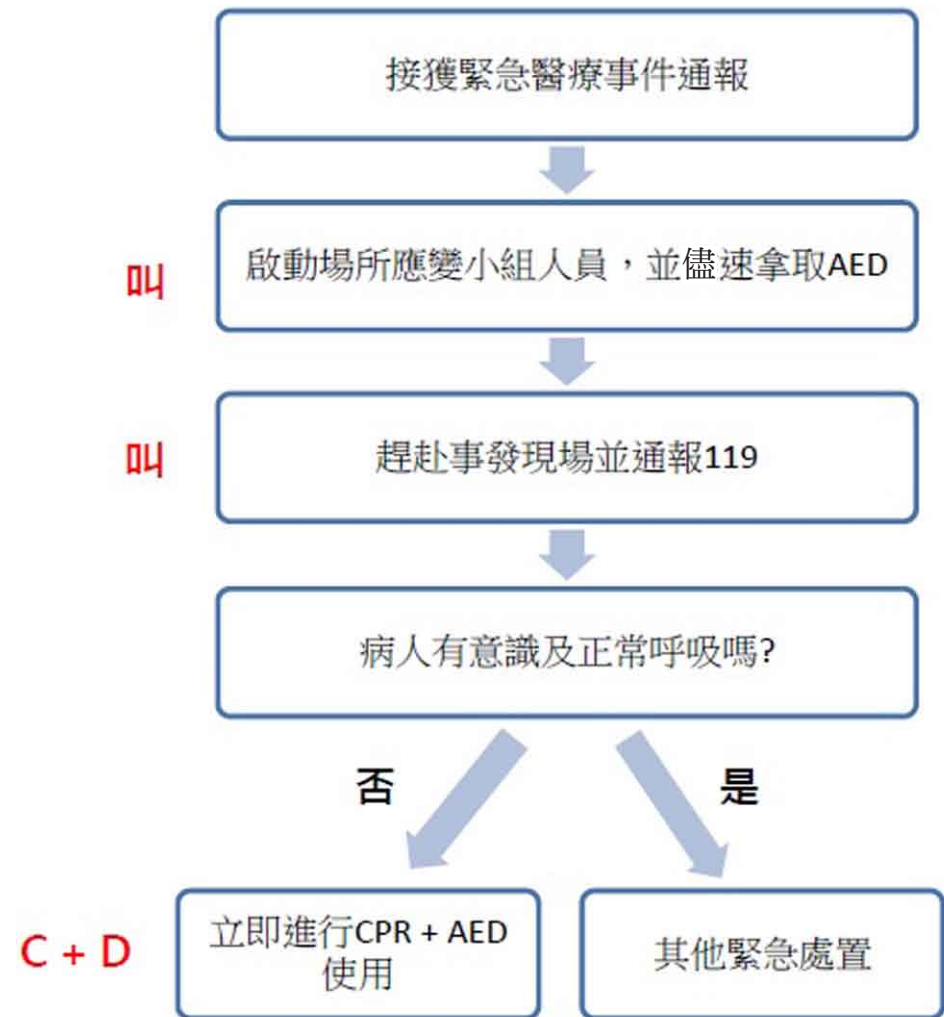 接獲緊急醫療事件通報
叫
啟動場所應變小組人員，並儘速拿取AED
叫
趕赴事發現場並通報119
病人有意識及正常呼吸嗎?
否
是
C + D
立即進行CPR + AED
使用
其他緊急處置